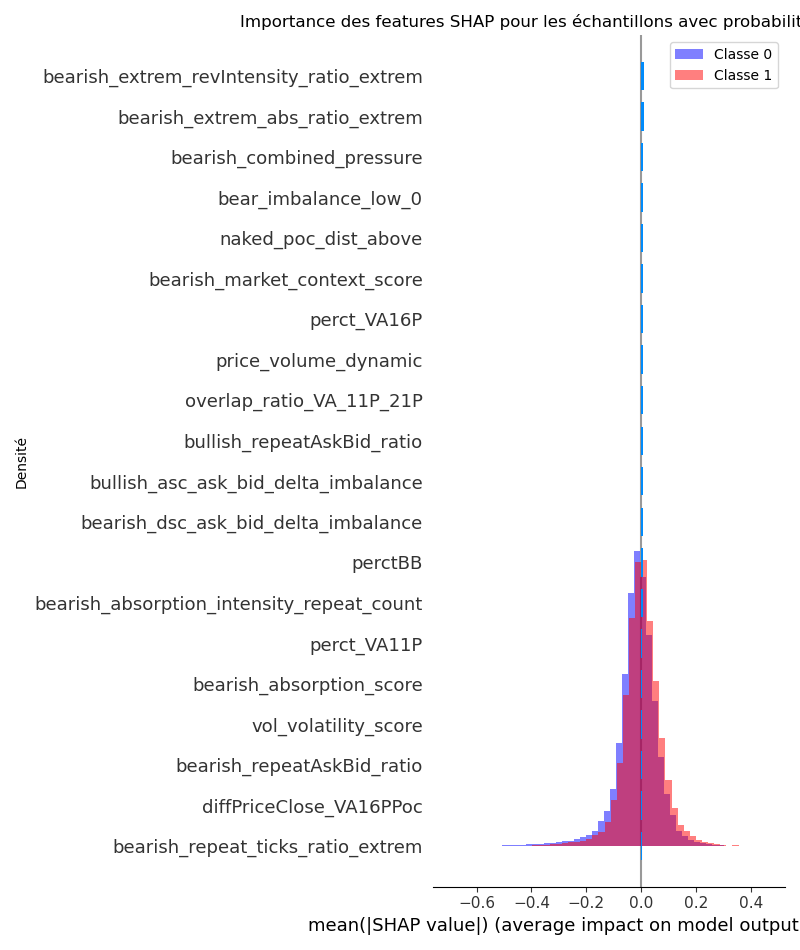 Importance des features SHAP pour les échantillons avec probabilit
Classe 0
Classe 1
bearish_extrem_revIntensity_ratio_extrem
bearish_extrem_abs_ratio_extrem
bearish_combined_pressure
bear_imbalance_low_0
naked_poc_dist_above
bearish_market_context_score
perct_VA16P
price_volume_dynamic
overlap_ratio_VA_11P_21P
bullish_repeatAskBid_ratio
bullish_asc_ask_bid_delta_imbalance
bearish_dsc_ask_bid_delta_imbalance
perctBB
bearish_absorption_intensity_repeat_count
perct_VA11P
bearish_absorption_score
vol_volatility_score
bearish_repeatAskBid_ratio
diffPriceClose_VA16PPoc
bearish_repeat_ticks_ratio_extrem
Densité
−0.6 −0.4 −0.2 0.0 0.2 0.4
mean(|SHAP value|) (average impact on model output